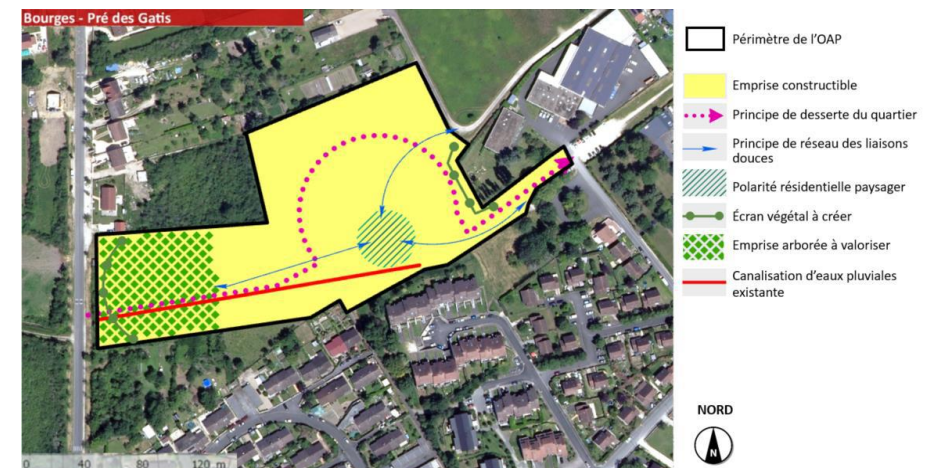 Bourges - Pré des Gatis
Périmètre de l'OAP
Emprise constructible
Principe de desserte du quartier
Principe de réseau des liaisons
douces
Polarité résidentielle paysager
Écran végétal à créer
Emprise arborée à valoriser
Canalisation d'eaux pluviales
existante
NORD
N
0 40 80 120 m